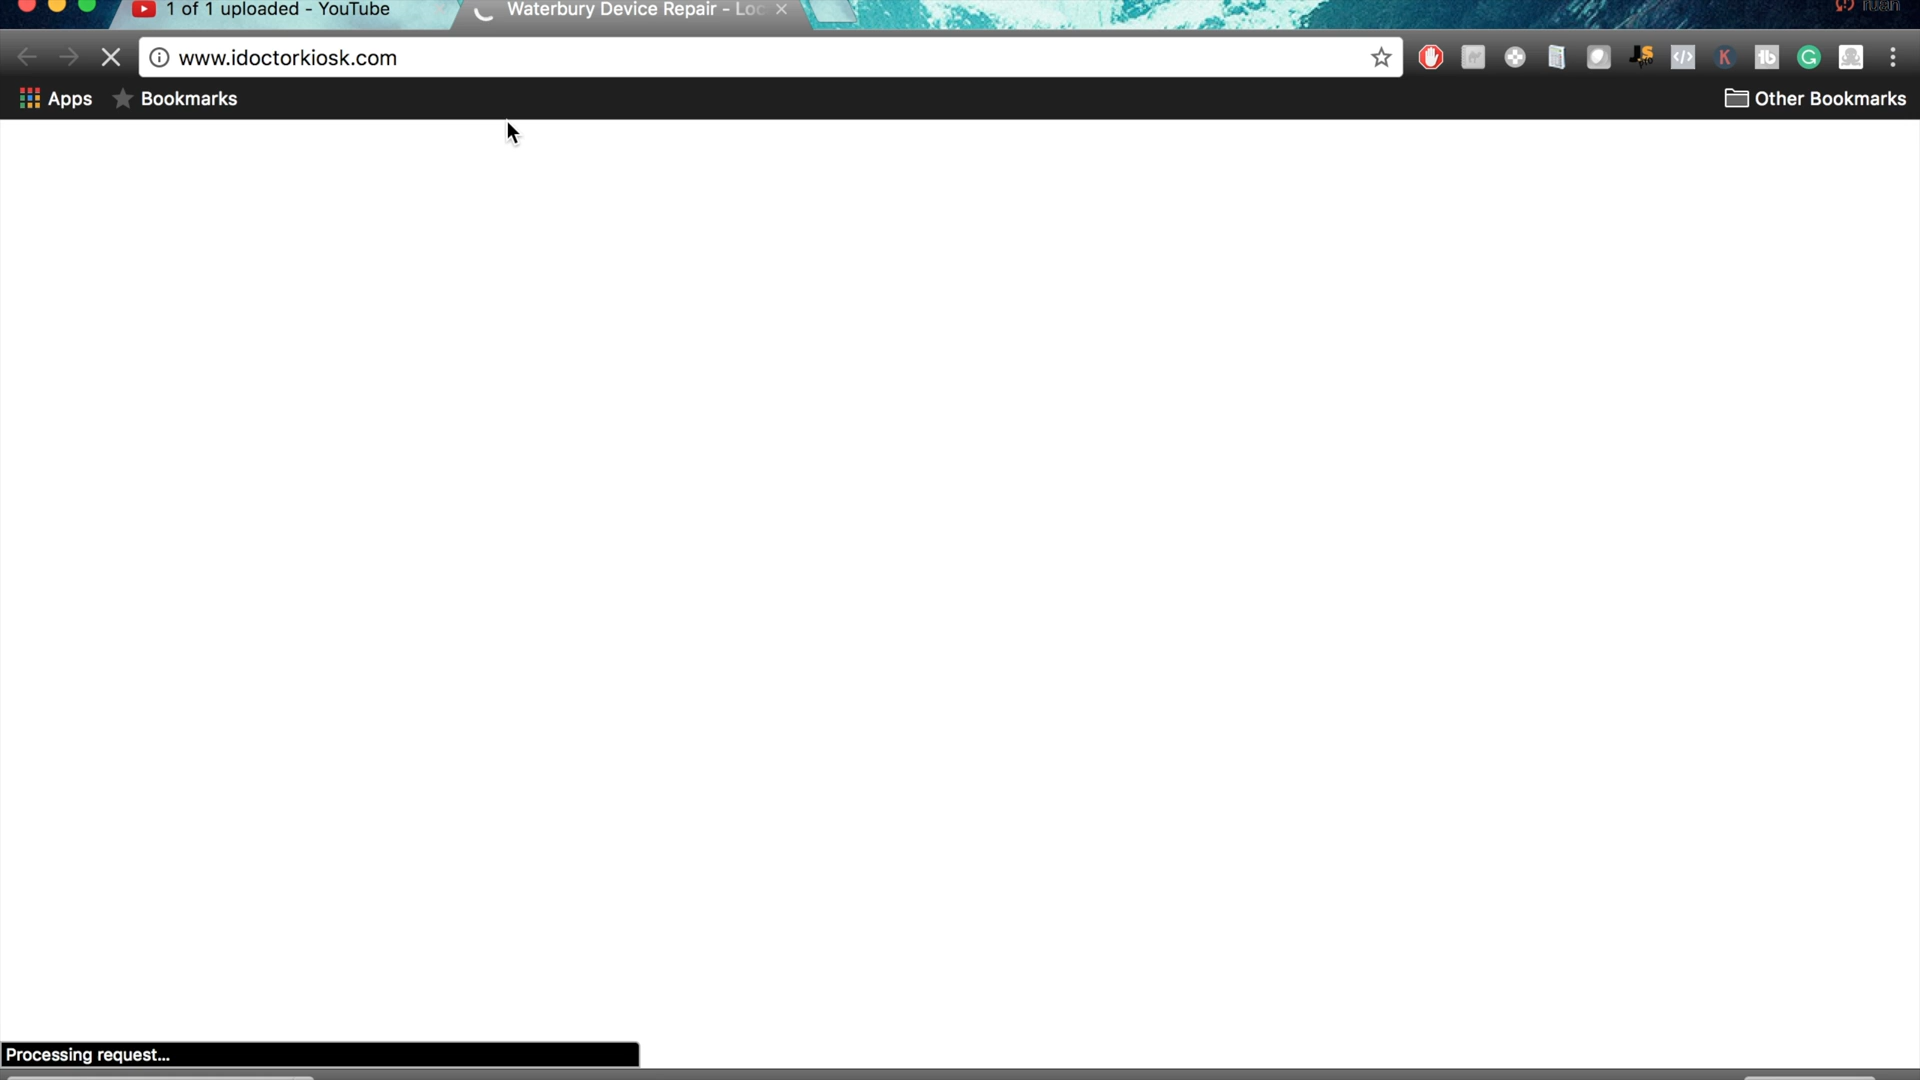 1 of 1 uploaded - YouTube
Waterbury Device Repair - Loc
www.idoctorkiosk.com
Apps
Bookmarks
Other Bookmarks
Processing request...